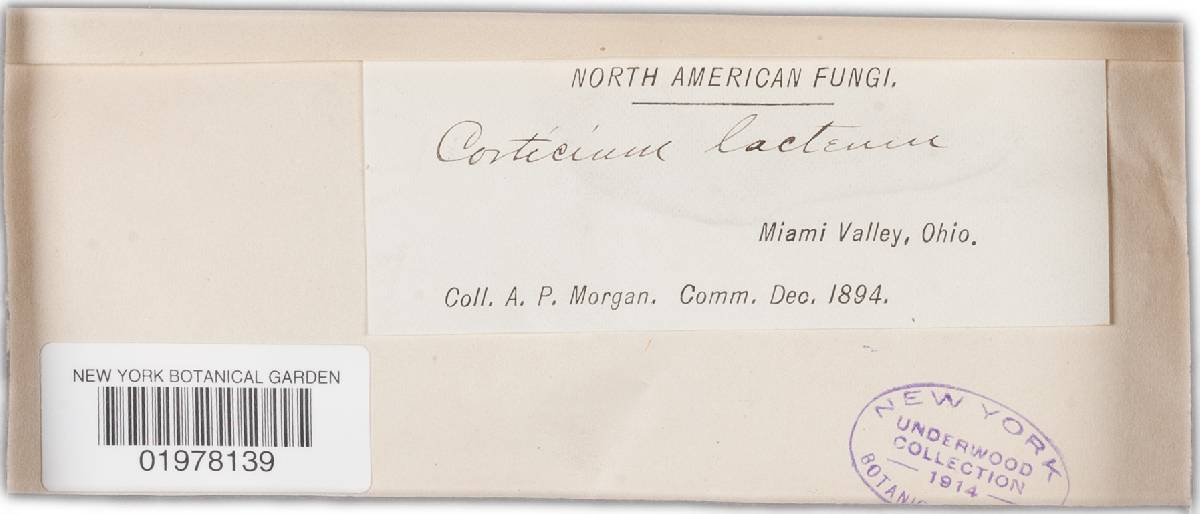 NORTH AMERICAN FUNGI.
Corticium lacteum
Miami Valley, Ohio.
Coll. A. P. Morgan. Comm. Dec. 1894.
NEW YORK BOTANICAL GARDEN
01978139
NEW YORK
UNDERWOOD
COLLECTION
1914